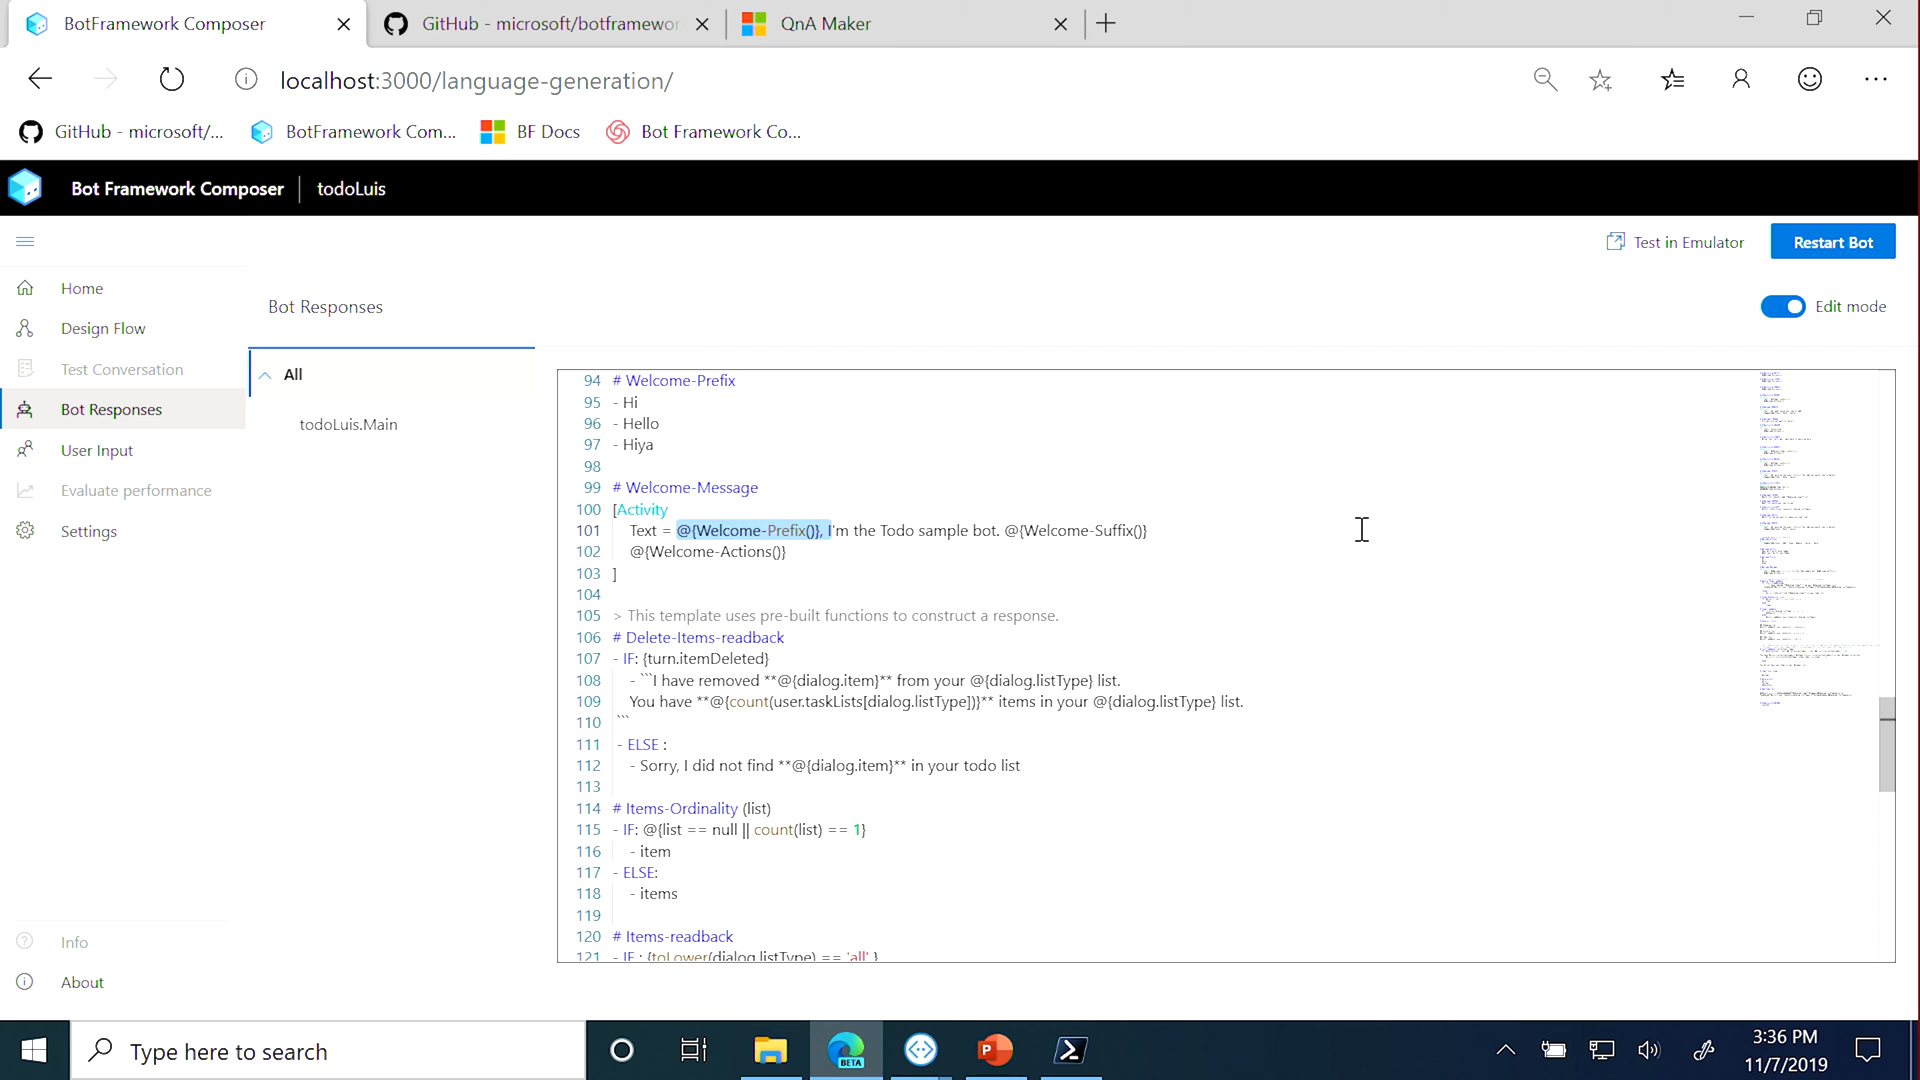 BotFramework Composer
GitHub - microsoft/botframewor
QnA Maker
localhost:3000/language-generation/
GitHub - microsoft/...
BotFramework Com...
BF Docs
Bot Framework Co...
Bot Framework Composer
todoLuis
Test in Emulator
Restart Bot
Home
Design Flow
Test Conversation
Bot Responses
User Input
Evaluate performance
Settings
Info
About
Bot Responses
Edit mode
All
todoLuis.Main
94 # Welcome-Prefix
95 - Hi
96 - Hello
97 - Hiya
98
99 # Welcome-Message
100 [Activity
101 Text = @{Welcome-Prefix()}, I'm the Todo sample bot. @{Welcome-Suffix()}
102 @{Welcome-Actions()}
103 ]
104
105 > This template uses pre-built functions to construct a response.
106 # Delete-Items-readback
107 - IF: {turn.itemDeleted}
108 - ```I have removed **@{dialog.item}** from your @{dialog.listType} list.
109 You have **@{count(user.taskLists[dialog.listType])}** items in your @{dialog.listType} list.
110 ```
111 - ELSE :
112 - Sorry, I did not find **@{dialog.item}** in your todo list
113
114 # Items-Ordinality (list)
115 - IF: @{list == null || count(list) == 1}
116 - item
117 - ELSE:
118 - items
119
120 # Items-readback
121 - IF : {toLower(dialog.listType) == 'all' }
Type here to search
BETA
3:36 PM
11/7/2019